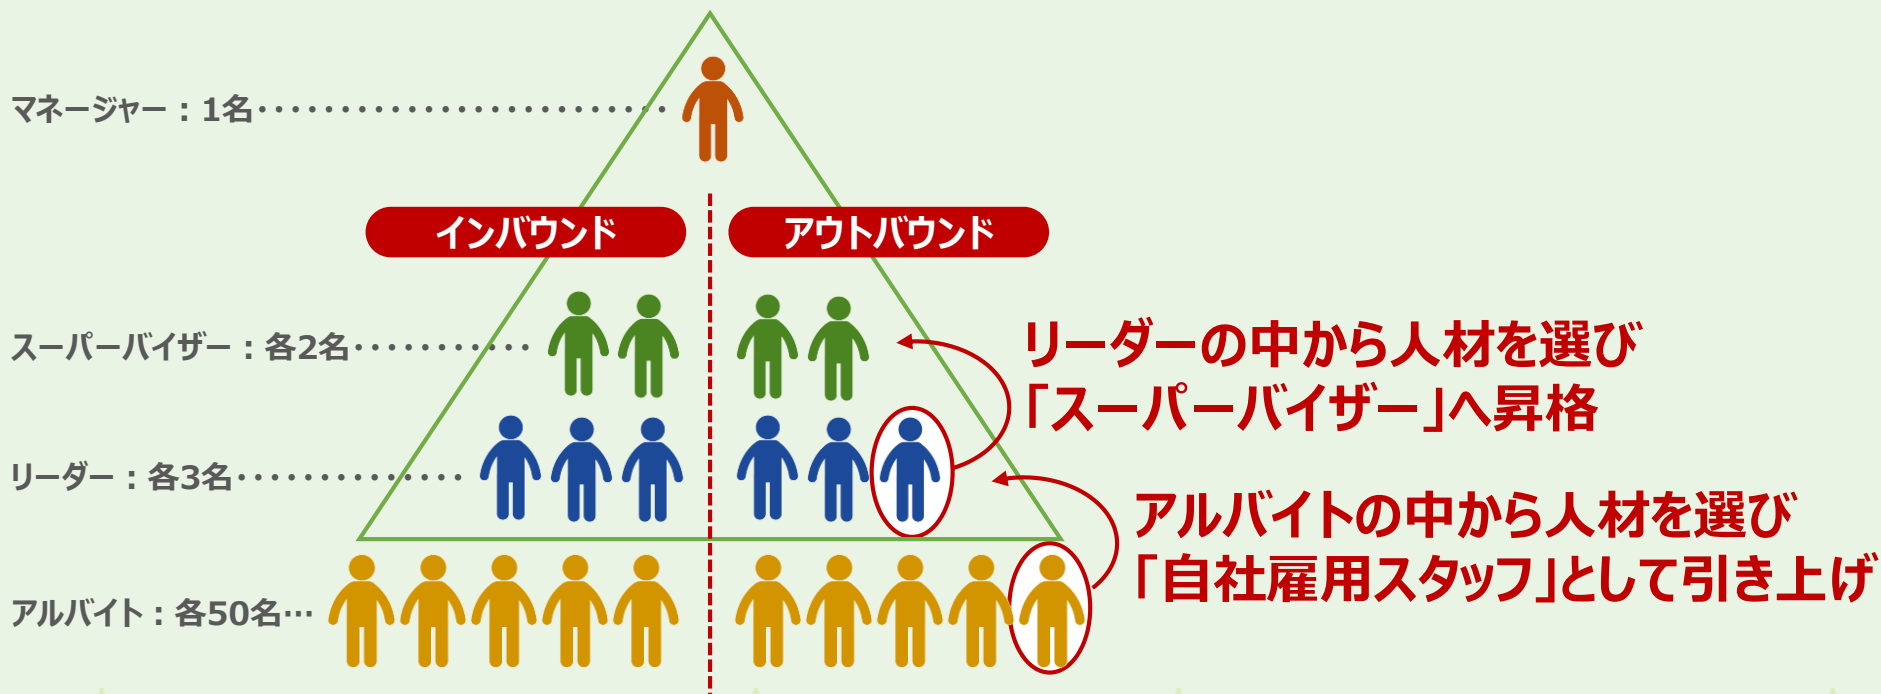 マネージャー：1名‥‥‥‥‥‥‥‥‥‥‥‥
インバウンド
アウトバウンド
スーパーバイザー：各2名‥‥‥‥‥‥
リーダーの中から人材を選び
「スーパーバイザー」へ昇格
リーダー：各3名‥‥‥‥‥‥‥
アルバイトの中から人材を選び
「自社雇用スタッフ」として引き上げ
アルバイト：各50名…